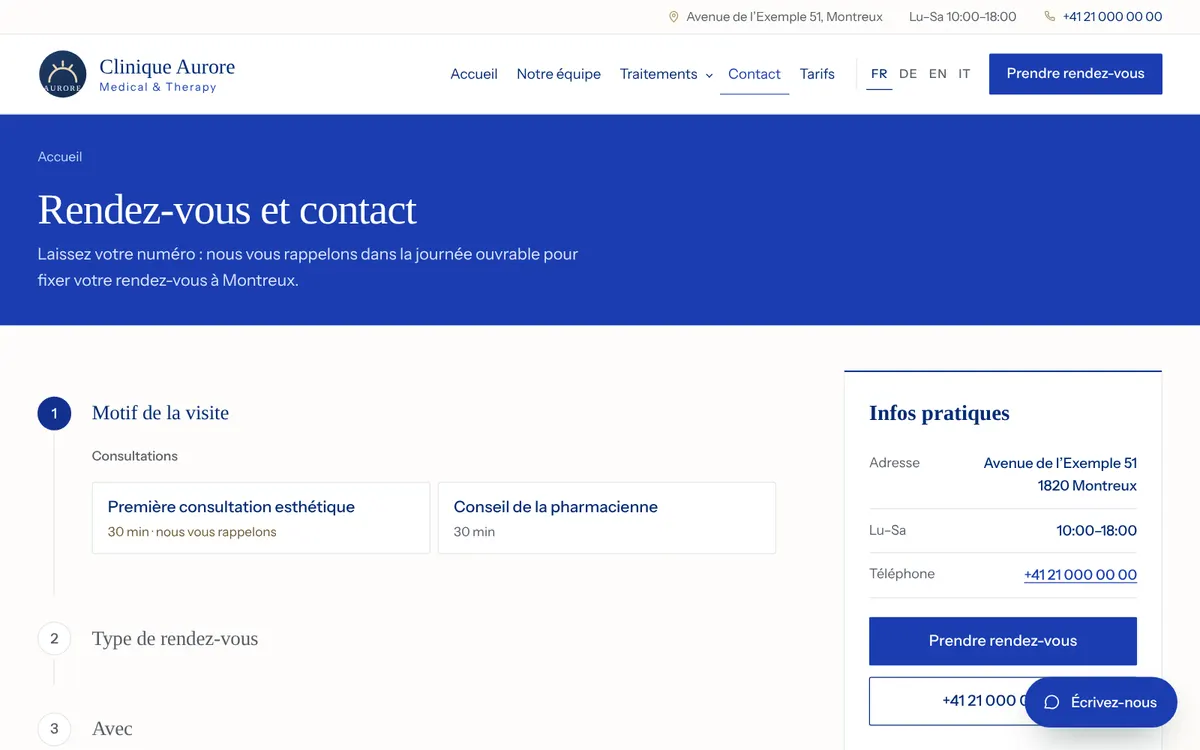 Avenue de l’Exemple 51, Montreux
Lu–Sa 10:00–18:00
+41 21 000 00 00
AURORE
Clinique Aurore
Medical & Therapy
Accueil
Notre équipe
Traitements
Contact
Tarifs
FR
DE
EN
IT
Prendre rendez-vous
Accueil
Rendez-vous et contact
Laissez votre numéro : nous vous rappelons dans la journée ouvrable pour
fixer votre rendez-vous à Montreux.
1
Motif de la visite
Consultations
Première consultation esthétique
30 min · nous vous rappelons
Conseil de la pharmacienne
30 min
2
Type de rendez-vous
3
Avec
Infos pratiques
Adresse
Avenue de l’Exemple 51
1820 Montreux
Lu–Sa
10:00–18:00
Téléphone
+41 21 000 00 00
Prendre rendez-vous
+41 21 000
Écrivez-nous